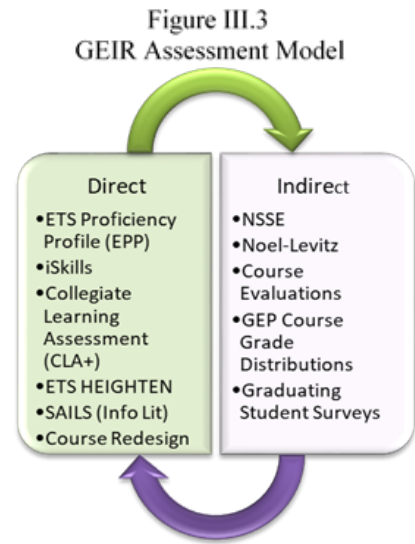 Figure III.3
GEIR Assessment Model
Direct
•ETS Proficiency
Profile (EPP)
•iSkills
•Collegiate
Learning
Assessment
(CLA+)
•ETS HEIGHTEN
•SAILS (Info Lit)
•Course Redesign
Indirect
•NSSE
•Noel-Levitz
•Course
Evaluations
•GEP Course
Grade
Distributions
•Graduating
Student Surveys